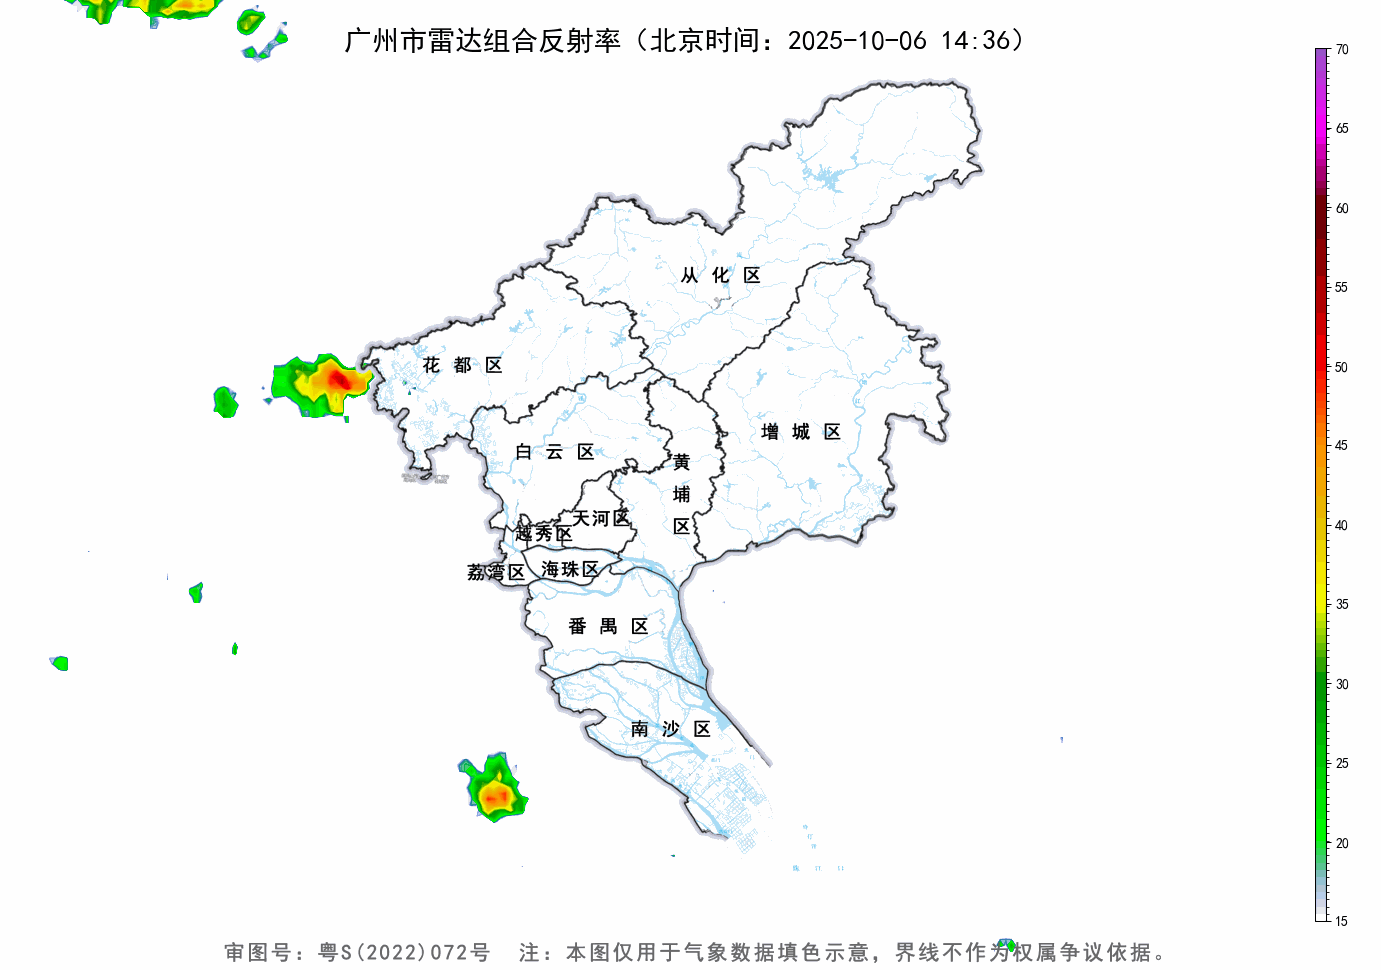 广州市雷达组合反射率（北京时间：2025-10-06 14:36）
70
65
60
55
50
45
40
35
30
25
20
15
从化区
花都区
增城区
白云区
黄埔区
天河区
越秀区
荔湾区
海珠区
番禺区
南沙区
审图号：粤S(2022)072号 注：本图仅用于气象数据填色示意，界线不作为权属争议依据。